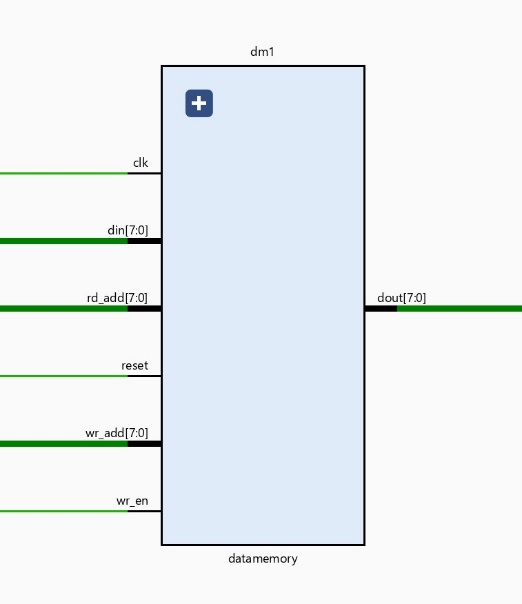 dm1
clk
din[7:0]
rd_add[7:0]
dout[7:0]
reset
wr_add[7:0]
wr_en
datamemory